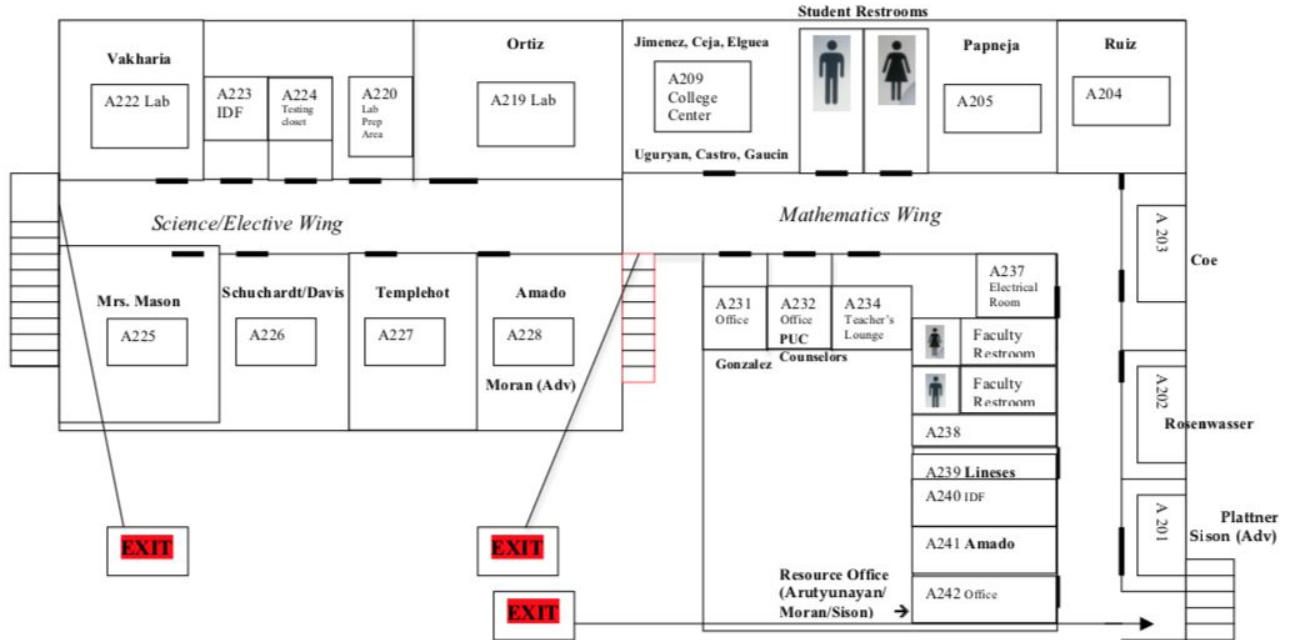 Student Restrooms
Vakharia
A222 Lab
A223
IDF
A224
Testing
closet
A220
Lab
Prep
Area
Ortiz
A219 Lab
Jimenez, Ceja, Elguea
A209
College
Center
Uguryan, Castro, Gaucin
Papneja
A205
Ruiz
A204
Science/Elective Wing
Mathematics Wing
A 203
Coe
Mrs. Mason
A225
Schuchardt/Davis
A226
Templehot
A227
Amado
A228
Moran (Adv)
A231
Office
Gonzalez
A232
Office
PUC
Counselors
A234
Teacher's
Lounge
A237
Electrical
Room
Faculty
Restroom
Faculty
Restroom
A238
A239 Lineses
A240 IDF
A241 Amado
A242 Office
Resource Office
(Arutyunayan/
Moran/Sison) →
A202
Rosenwasser
A 201
Plattner
Sison (Adv)
EXIT
EXIT
EXIT